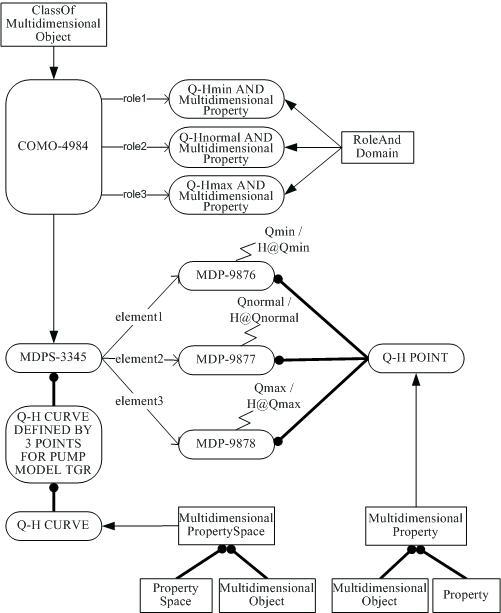 ClassOf
Multidimensional
Object
COMO-4984
role1
Q-Hmin AND
Multidimensional
Property
role2
Q-Hnormal AND
Multidimensional
Property
role3
Q-Hmax AND
Multidimensional
Property
RoleAnd
Domain
Qmin /
H@Qmin
MDP-9876
element1
Qnormal /
H@Qnormal
MDPS-3345
element2
MDP-9877
Q-H POINT
element3
Qmax /
H@Qmax
MDP-9878
Q-H CURVE
DEFINED BY
3 POINTS
FOR PUMP
MODEL TGR
Q-H CURVE
Multidimensional
PropertySpace
Multidimensional
Property
Property
Space
Multidimensional
Object
Multidimensional
Object
Property